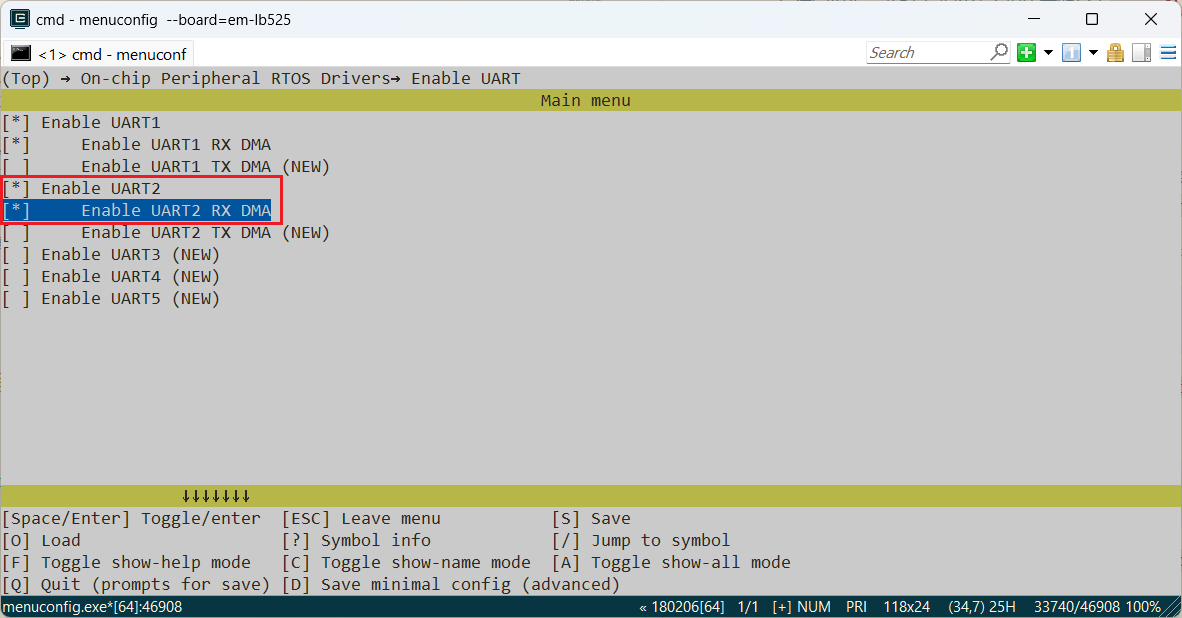 cmd - menuconfig  --board=em-lb525
<1> cmd - menuconf
Search
(Top) → On-chip Peripheral RTOS Drivers→ Enable UART
Main menu
[*] Enable UART1
[*]     Enable UART1 RX DMA
[ ]     Enable UART1 TX DMA (NEW)
[*] Enable UART2
[*]     Enable UART2 RX DMA
[ ]     Enable UART2 TX DMA (NEW)
[ ] Enable UART3 (NEW)
[ ] Enable UART4 (NEW)
[ ] Enable UART5 (NEW)
↓↓↓↓↓↓↓
[Space/Enter] Toggle/enter  [ESC] Leave menu           [S] Save
[O] Load                    [?] Symbol info            [/] Jump to symbol
[F] Toggle show-help mode   [C] Toggle show-name mode  [A] Toggle show-all mode
[Q] Quit (prompts for save) [D] Save minimal config (advanced)
menuconfig.exe*[64]:46908 « 180206[64] 1/1 [+] NUM PRI 118x24 (34,7) 25H 33740/46908 100%